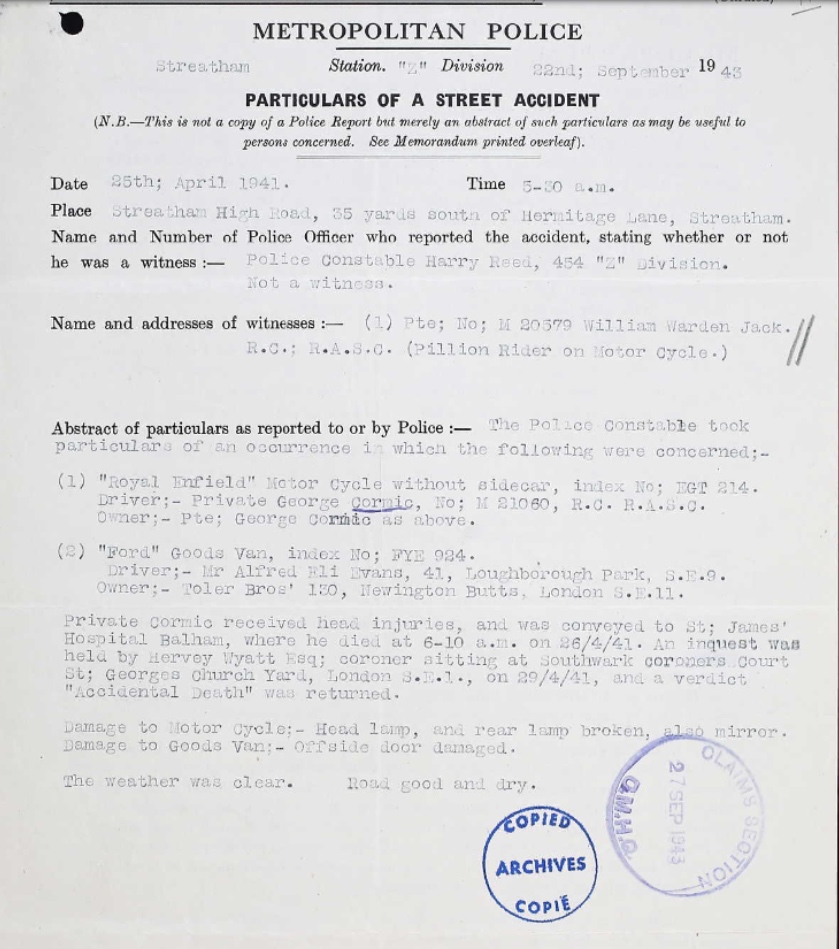 METROPOLITAN POLICE
Streatham Station. "Z" Division 22nd; September 1943
PARTICULARS OF A STREET ACCIDENT
(N.B.—This is not a copy of a Police Report but merely an abstract of such particulars as may be useful to
persons concerned. See Memorandum printed overleaf).
Date 25th; April 1941. Time 5-30 a.m.
Place Streatham High Road, 35 yards south of Hermitage Lane, Streatham.
Name and Number of Police Officer who reported the accident, stating whether or not
he was a witness :— Police Constable Harry Reed, 454 "Z" Division.
Not a witness.
Name and addresses of witnesses :— (1) Pte; No; M 20579 William Warden Jack.
R.C.; R.A.S.C. (Pillion Rider on Motor Cycle.)
Abstract of particulars as reported to or by Police :— The Police Constable took
particulars of an occurrence in which the following were concerned;-
(1) "Royal Enfield" Motor Cycle without sidecar, index No; EGT 214.
Driver;- Private George Cormic, No; M 21060, R.C. R.A.S.C.
Owner;- Pte; George Cormic as above.
(2) "Ford" Goods Van, index No; FYE 924.
Driver;- Mr Alfred Eli Evans, 41, Loughborough Park, S.E.9.
Owner;- Toler Bros' 130, Newington Butts, London S.E.11.
Private Cormic received head injuries, and was conveyed to St; James'
Hospital Balham, where he died at 6-10 a.m. on 26/4/41. An inquest was
held by Hervey Wyatt Esq; coroner sitting at Southwark coroners Court
St; Georges Church Yard, London S.E.1., on 29/4/41, and a verdict
"Accidental Death" was returned.
Damage to Motor Cycle;- Head lamp, and rear lamp broken, also mirror.
Damage to Goods Van;- Offside door damaged.
The weather was clear. Road good and dry.
CLAIMS SECTION
27 SEP 1943
C.M.H.Q.
COPIED
ARCHIVES
COPIÉ